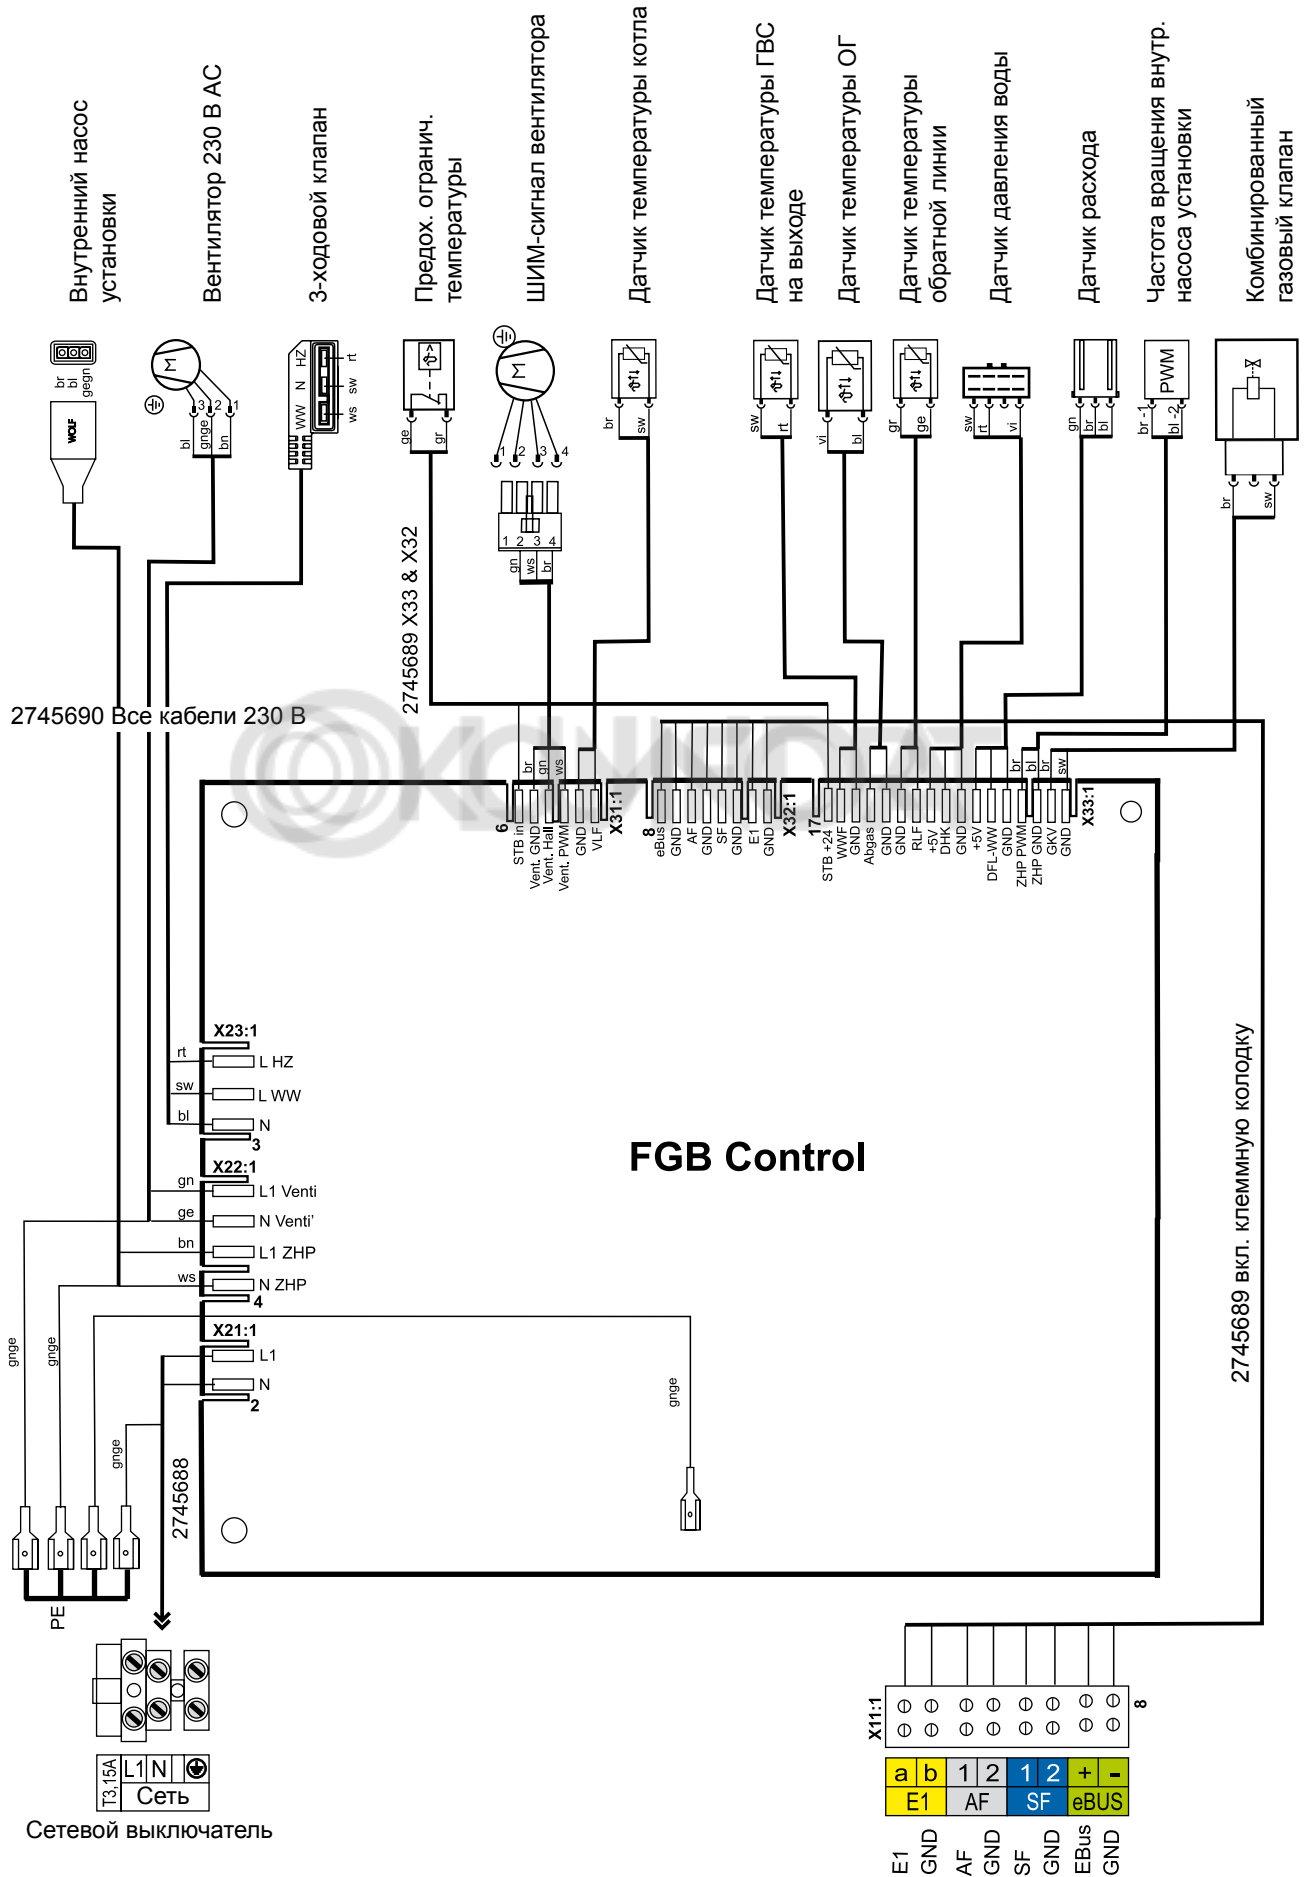 Внутренний насос
установки
Вентилятор 230 В AC
3-ходовой клапан
Предох. огранич.
температуры
ШИМ-сигнал вентилятора
Датчик температуры котла
Датчик температуры ГВС
на выходе
Датчик температуры ОГ
Датчик температуры
обратной линии
Датчик давления воды
Датчик расхода
Частота вращения внутр.
насоса установки
Комбинированный
газовый клапан
br
bl
gegn
WOLF
M
3
2
1
bl
gnge
bn
WW N HZ
ws
sw
rt
ge
gr
M
1
2
3
4
1 2 3 4
gn
ws
br
br
sw
sw
rt
vi
bl
gr
ge
sw
rt
vi
gn
br
bl
PWM
br -1
bl -2
br
sw
2745689 X33 & X32
2745690 Все кабели 230 В
КОМФОРТ
br
gn
ws
br
bl
br
sw
6
STB in
Vent. GND
Vent. Hall
Vent. PWM
GND
VLF
X31:1
8
eBus
GND
AF
GND
SF
GND
E1
GND
X32:1
17
STB +24
WWF
GND
Abgas
GND
GND
RLF
+5V
DHK
GND
+5V
DFL-WW
GND
ZHP PWM
ZHP GND
GKV
GND
X33:1
X23:1
rt
L HZ
sw
L WW
bl
N
3
X22:1
gn
L1 Venti
ge
N Venti'
bn
L1 ZHP
ws
N ZHP
4
X21:1
L1
N
2
FGB Control
2745689 вкл. клеммную колодку
gnge
gnge
gnge
gnge
2745688
PE
T3,15A
L1 N
Сеть
Сетевой выключатель
X11:1
8
a b 1 2 1 2 + -
E1 AF SF eBUS
E1
GND
AF
GND
SF
GND
EBus
GND